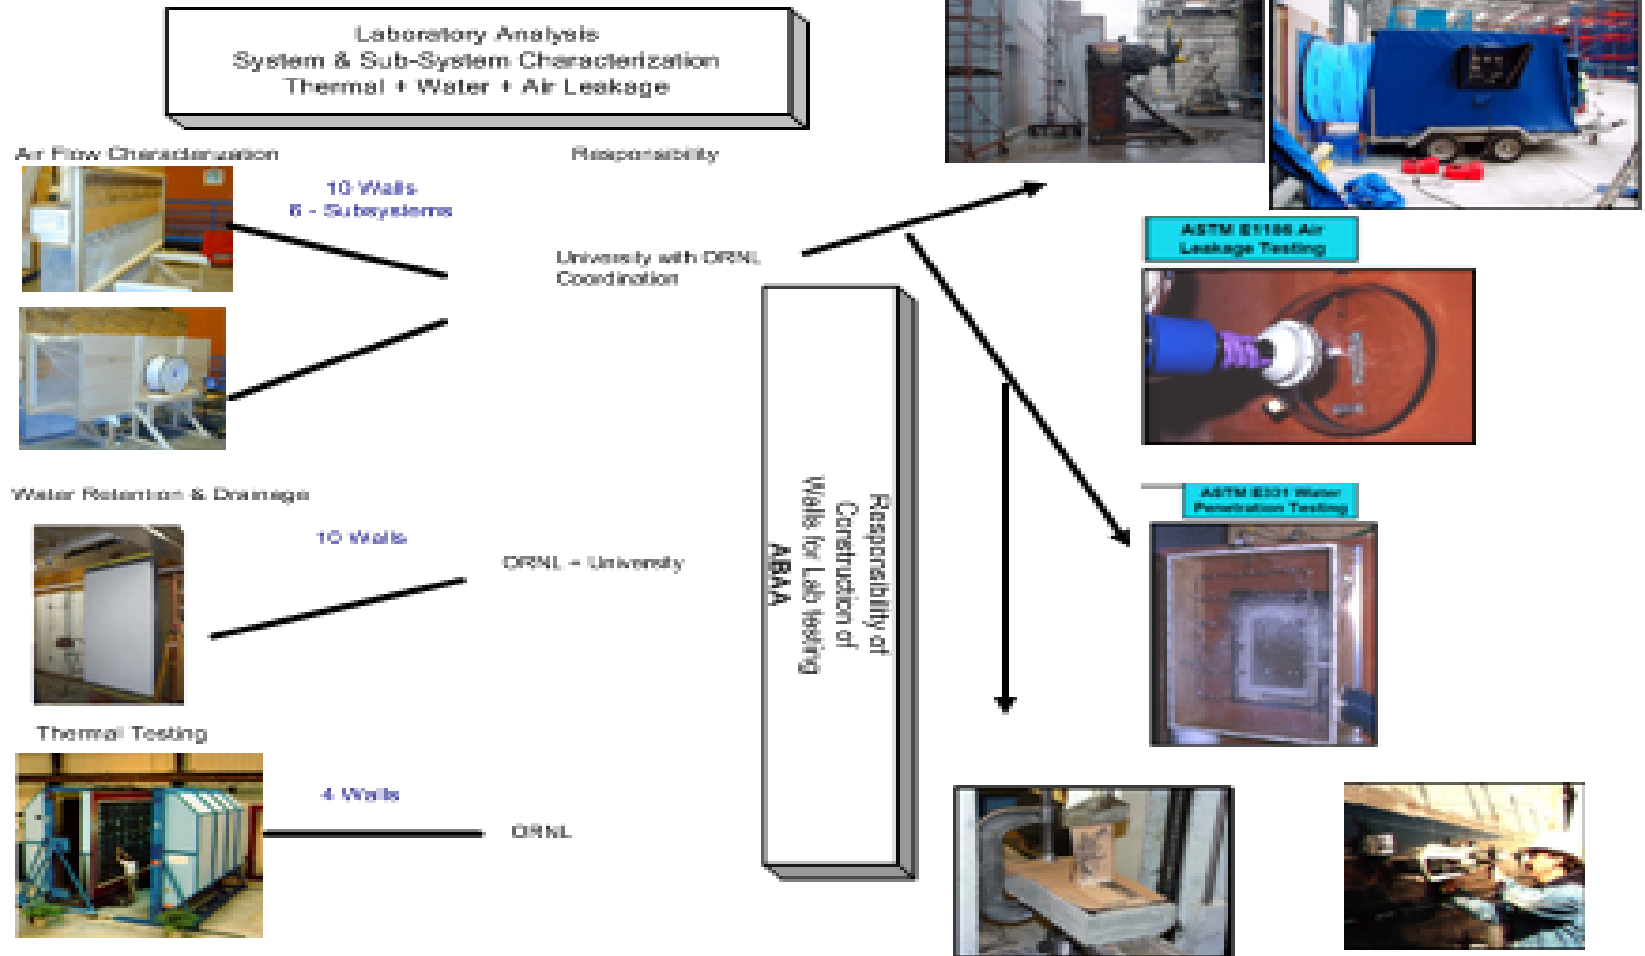 Laboratory Analysis
System & Sub-System Characterization
Thermal + Water + Air Leakage
Air Flow Characterization
Responsibility
10 Walls
6 - Subsystems
University with ORNL
Coordination
ASTM E1186 Air
Leakage Testing
Responsibility of
Construction of
Walls for Lab testing
ABAA
Water Retention & Drainage
10 Walls
ORNL - University
ASTM E331 Water
Penetration Testing
Thermal Testing
4 Walls
ORNL